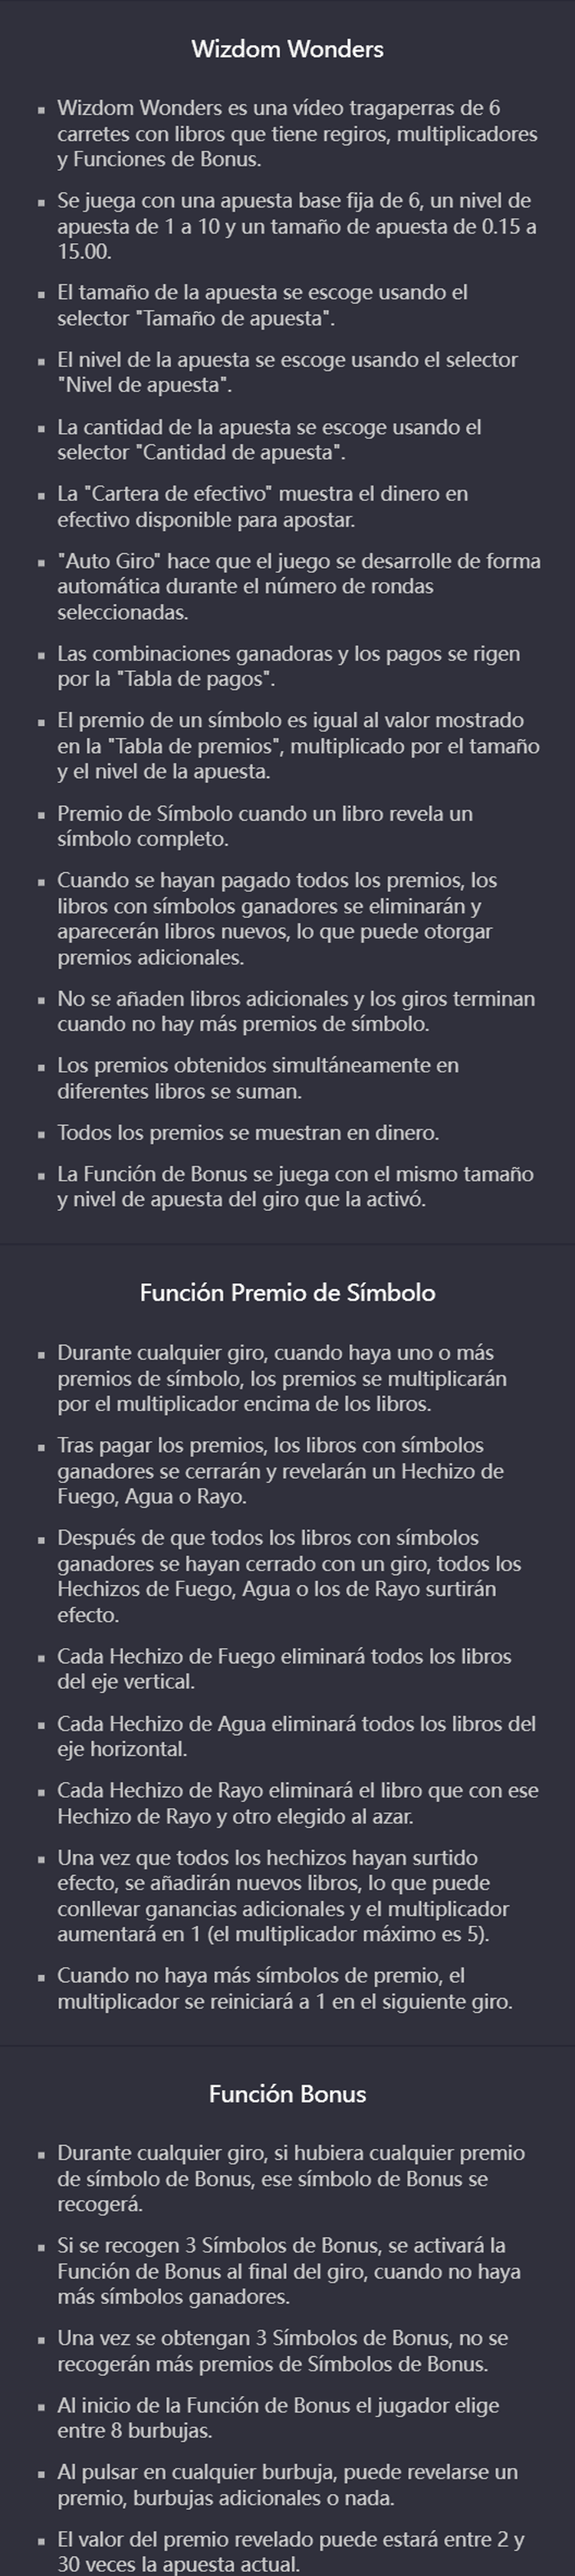 Wizdom Wonders
Wizdom Wonders es una vídeo tragaperras de 6
carretes con libros que tiene regiros, multiplicadores
y Funciones de Bonus.
Se juega con una apuesta base fija de 6, un nivel de
apuesta de 1 a 10 y un tamaño de apuesta de 0.15 a
15.00.
El tamaño de la apuesta se escoge usando el
selector "Tamaño de apuesta".
El nivel de la apuesta se escoge usando el selector
"Nivel de apuesta".
La cantidad de la apuesta se escoge usando el
selector "Cantidad de apuesta".
La "Cartera de efectivo" muestra el dinero en
efectivo disponible para apostar.
"Auto Giro" hace que el juego se desarrolle de forma
automática durante el número de rondas
seleccionadas.
Las combinaciones ganadoras y los pagos se rigen
por la "Tabla de pagos".
El premio de un símbolo es igual al valor mostrado
en la "Tabla de premios", multiplicado por el tamaño
y el nivel de la apuesta.
Premio de Símbolo cuando un libro revela un
símbolo completo.
Cuando se hayan pagado todos los premios, los
libros con símbolos ganadores se eliminarán y
aparecerán libros nuevos, lo que puede otorgar
premios adicionales.
No se añaden libros adicionales y los giros terminan
cuando no hay más premios de símbolo.
Los premios obtenidos simultáneamente en
diferentes libros se suman.
Todos los premios se muestran en dinero.
La Función de Bonus se juega con el mismo tamaño
y nivel de apuesta del giro que la activó.
Función Premio de Símbolo
Durante cualquier giro, cuando haya uno o más
premios de símbolo, los premios se multiplicarán
por el multiplicador encima de los libros.
Tras pagar los premios, los libros con símbolos
ganadores se cerrarán y revelarán un Hechizo de
Fuego, Agua o Rayo.
Después de que todos los libros con símbolos
ganadores se hayan cerrado con un giro, todos los
Hechizos de Fuego, Agua o los de Rayo surtirán
efecto.
Cada Hechizo de Fuego eliminará todos los libros
del eje vertical.
Cada Hechizo de Agua eliminará todos los libros del
eje horizontal.
Cada Hechizo de Rayo eliminará el libro que con ese
Hechizo de Rayo y otro elegido al azar.
Una vez que todos los hechizos hayan surtido
efecto, se añadirán nuevos libros, lo que puede
conllevar ganancias adicionales y el multiplicador
aumentará en 1 (el multiplicador máximo es 5).
Cuando no haya más símbolos de premio, el
multiplicador se reiniciará a 1 en el siguiente giro.
Función Bonus
Durante cualquier giro, si hubiera cualquier premio
de símbolo de Bonus, ese símbolo de Bonus se
recogerá.
Si se recogen 3 Símbolos de Bonus, se activará la
Función de Bonus al final del giro, cuando no haya
más símbolos ganadores.
Una vez se obtengan 3 Símbolos de Bonus, no se
recogerán más premios de Símbolos de Bonus.
Al inicio de la Función de Bonus el jugador elige
entre 8 burbujas.
Al pulsar en cualquier burbuja, puede revelarse un
premio, burbujas adicionales o nada.
El valor del premio revelado puede estará entre 2 y
30 veces la apuesta actual.